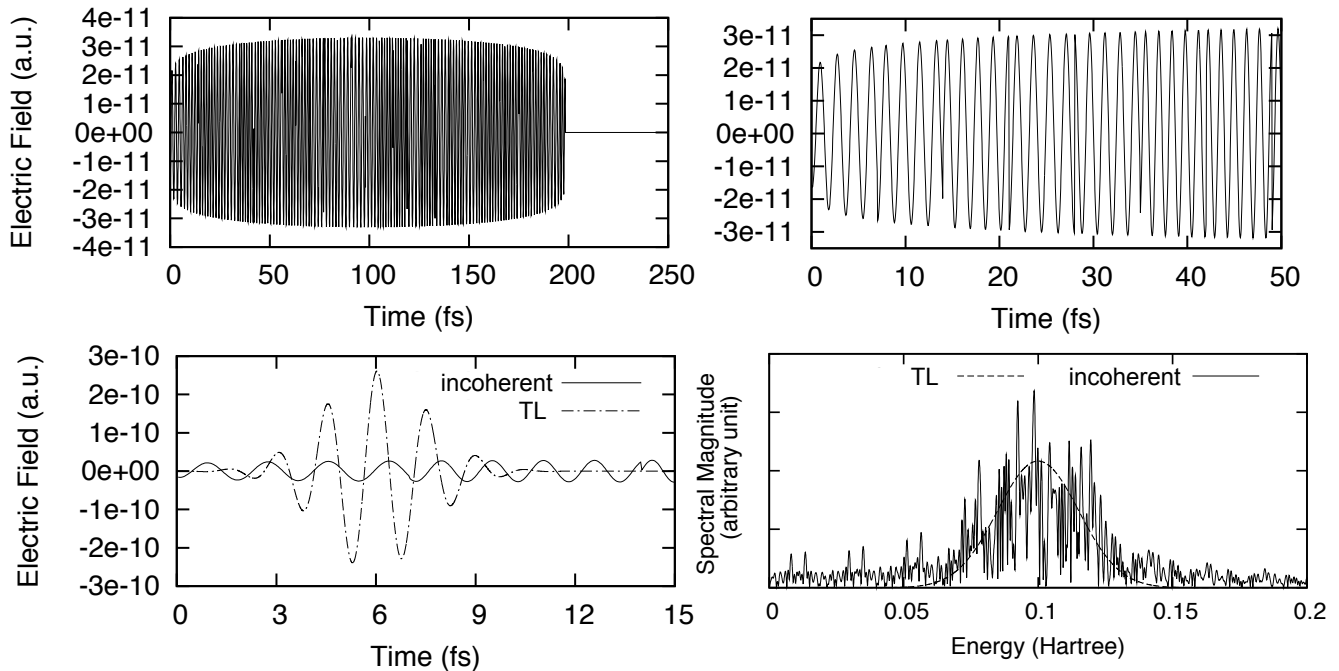 4e-11
3e-11
2e-11
1e-11
0e+00
-1e-11
-2e-11
-3e-11
-4e-11
Electric Field (a.u.)
0 50 100 150 200 250
Time (fs)
3e-11
2e-11
1e-11
0e+00
-1e-11
-2e-11
-3e-11
0 10 20 30 40 50
Time (fs)
3e-10
2e-10
1e-10
0e+00
-1e-10
-2e-10
-3e-10
Electric Field (a.u.)
incoherent
TL
0 3 6 9 12 15
Time (fs)
Spectral Magnitude
(arbitrary unit)
TL incoherent
0 0.05 0.1 0.15 0.2
Energy (Hartree)